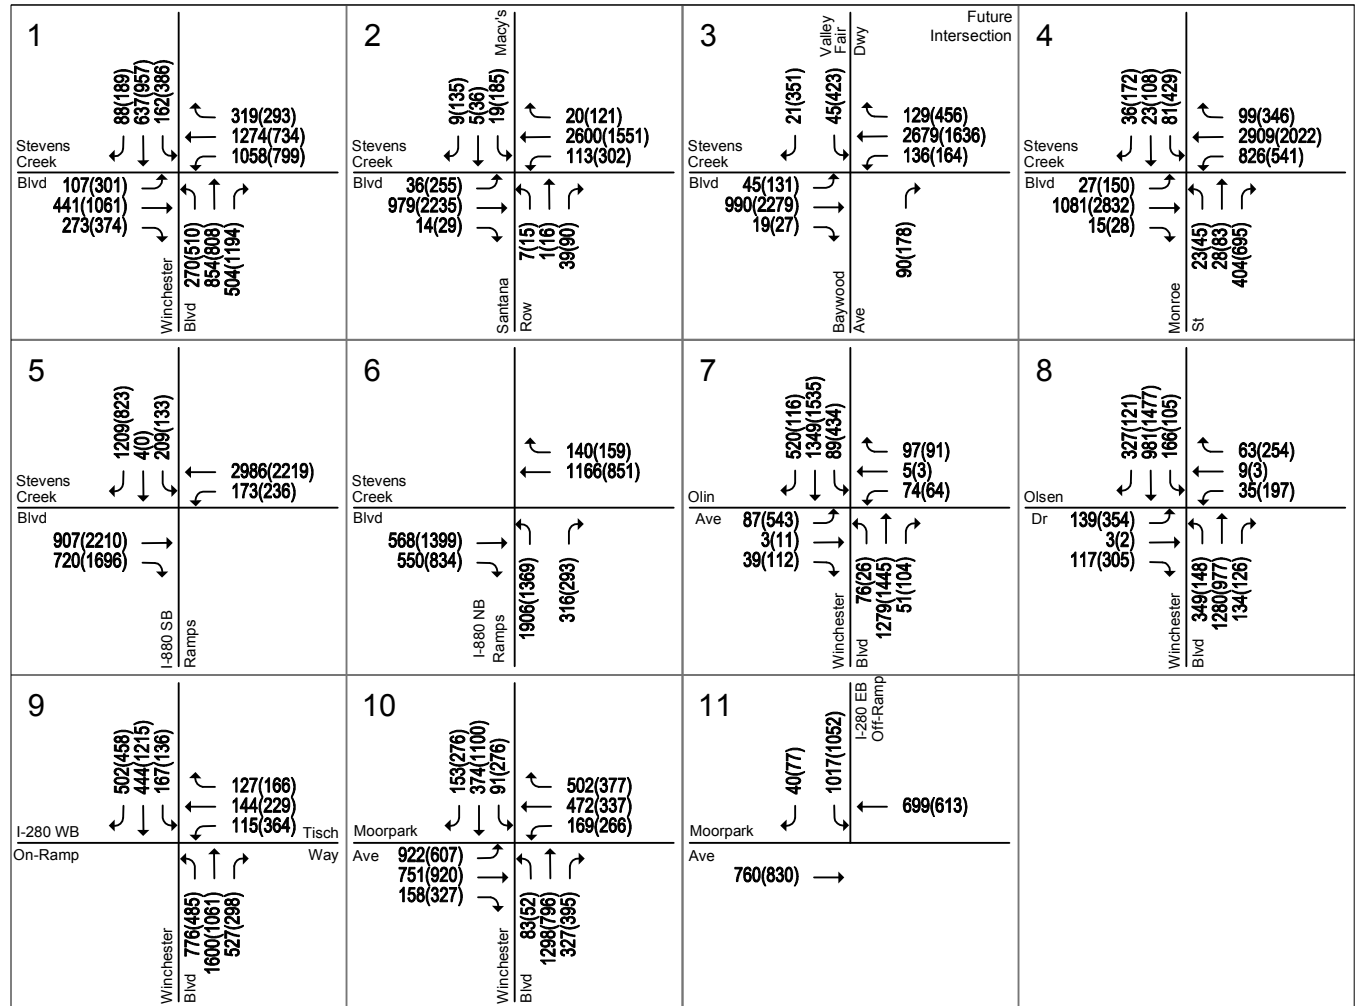 1
88(189)
637(957)
162(386)
319(293)
1274(734)
1058(799)
Stevens
Creek
Blvd
107(301)
441(1061)
273(374)
270(510)
854(808)
504(1194)
Winchester
Blvd
2
Macy's
9(135)
5(36)
19(185)
20(121)
2600(1551)
113(302)
Stevens
Creek
Blvd
36(255)
979(2235)
14(29)
7(15)
1(16)
39(90)
Santana
Row
3
Valley
Fair
Dwy
Future
Intersection
21(351)
45(423)
129(456)
2679(1636)
136(164)
Stevens
Creek
Blvd
45(131)
990(2279)
19(27)
90(178)
Baywood
Ave
4
36(172)
23(108)
81(429)
99(346)
2909(2022)
826(541)
Stevens
Creek
Blvd
27(150)
1081(2832)
15(28)
23(45)
28(83)
404(695)
Monroe
St
5
1209(823)
4(0)
209(133)
2986(2219)
173(236)
Stevens
Creek
Blvd
907(2210)
720(1696)
I-880 SB
Ramps
6
140(159)
1166(851)
Stevens
Creek
Blvd
568(1399)
550(834)
1906(1369)
316(293)
I-880 NB
Ramps
7
520(116)
1349(1535)
89(434)
97(91)
5(3)
74(64)
Olin
Ave
87(543)
3(11)
39(112)
76(26)
1279(1445)
51(104)
Winchester
Blvd
8
327(121)
981(1477)
166(105)
63(254)
9(3)
35(197)
Olsen
Dr
139(354)
3(2)
117(305)
349(148)
1280(977)
134(126)
Winchester
Blvd
9
502(458)
444(1215)
167(136)
127(166)
144(229)
115(364)
I-280 WB
On-Ramp
Tisch
Way
776(485)
1600(1061)
527(298)
Winchester
Blvd
10
153(276)
374(1100)
91(276)
502(377)
472(337)
169(266)
Moorpark
Ave
922(607)
751(920)
158(327)
83(52)
1298(796)
327(395)
Winchester
Blvd
11
I-280 EB
Off-Ramp
40(77)
1017(1052)
699(613)
Moorpark
Ave
760(830)